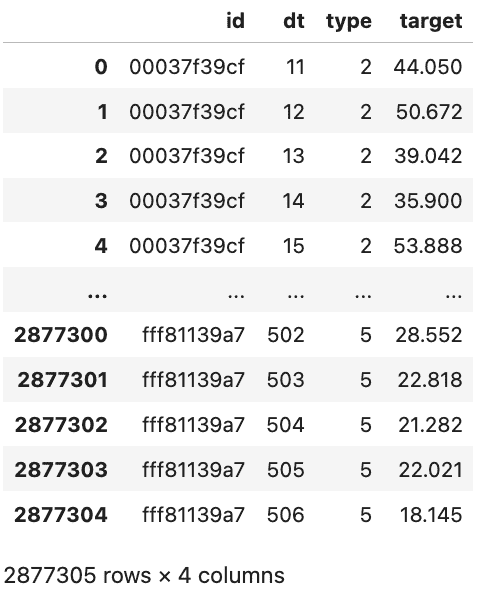 id dt type target
0 00037f39cf 11 2 44.050
1 00037f39cf 12 2 50.672
2 00037f39cf 13 2 39.042
3 00037f39cf 14 2 35.900
4 00037f39cf 15 2 53.888
... ... ... ... ...
2877300 fff81139a7 502 5 28.552
2877301 fff81139a7 503 5 22.818
2877302 fff81139a7 504 5 21.282
2877303 fff81139a7 505 5 22.021
2877304 fff81139a7 506 5 18.145
2877305 rows × 4 columns